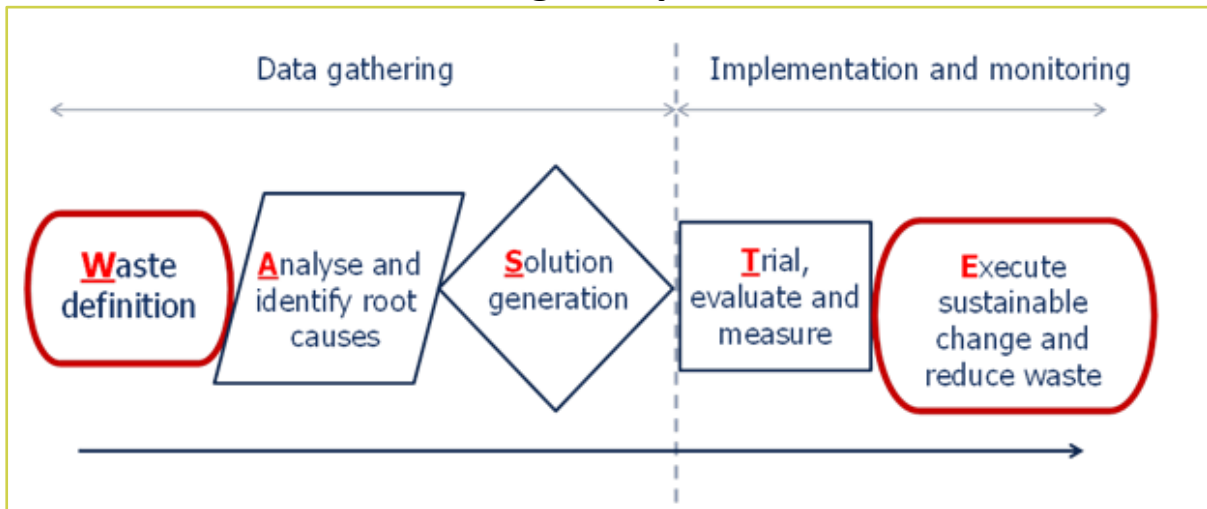 Data gathering
Implementation and monitoring
Waste
definition
Analyse and
identify root
causes
Solution
generation
Trial,
evaluate and
measure
Execute
sustainable
change and
reduce waste